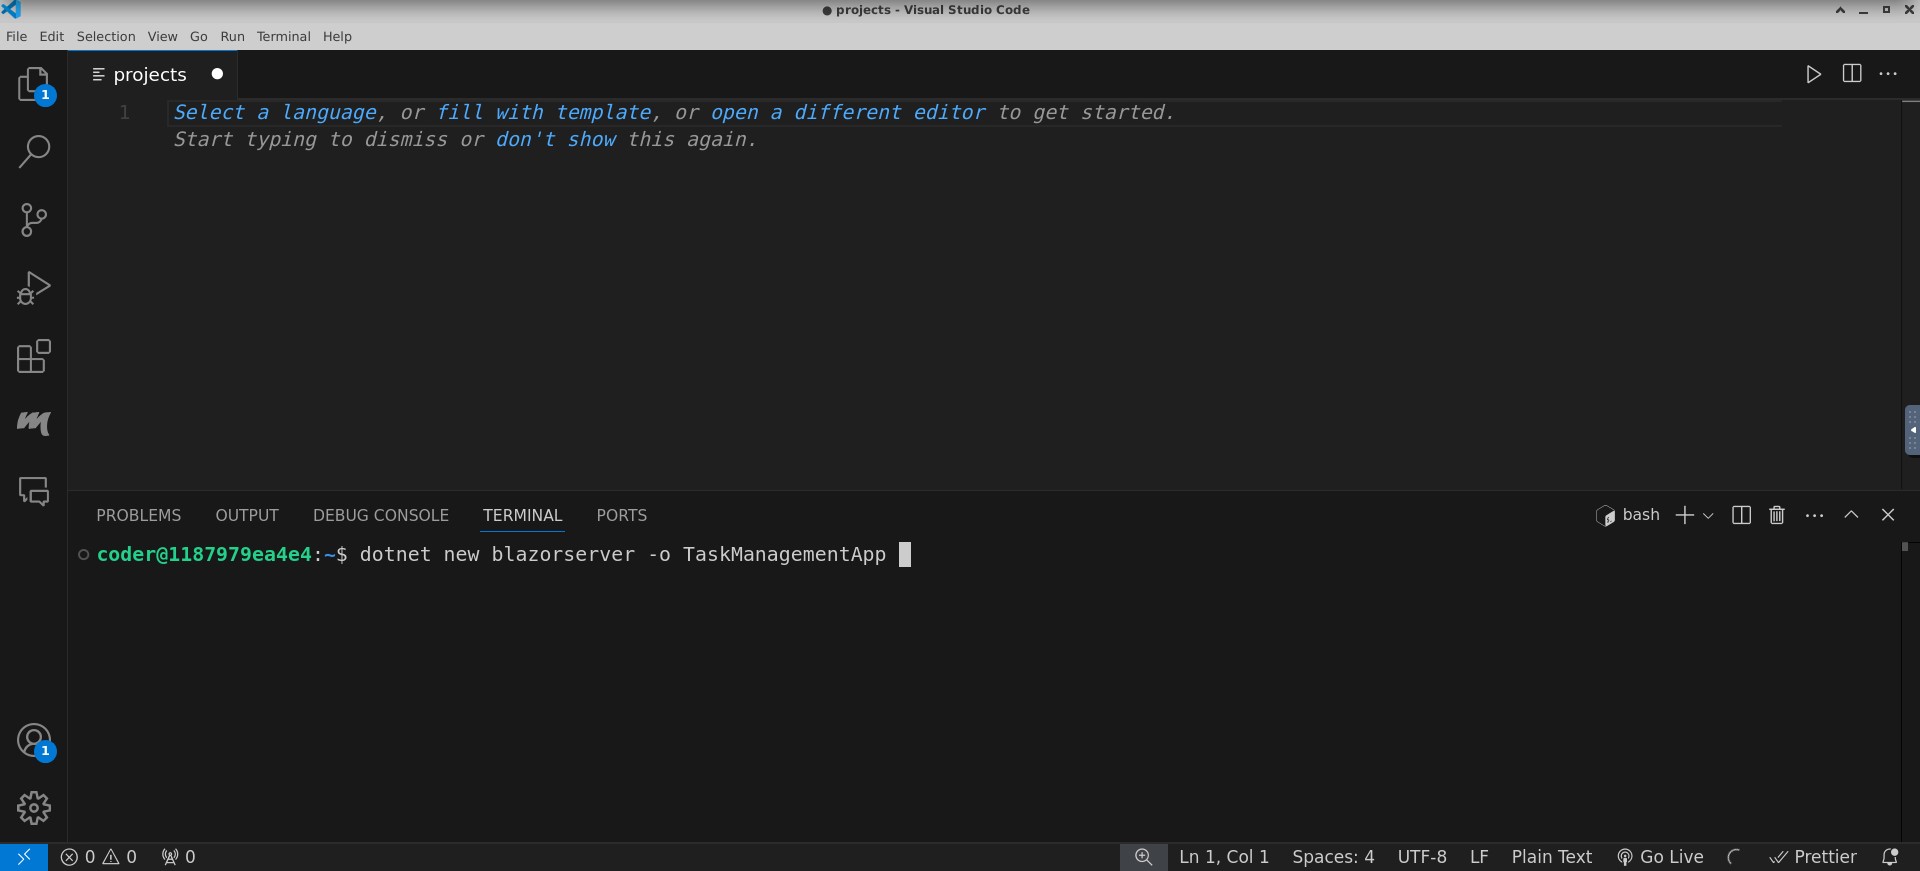 ● projects - Visual Studio Code
File Edit Selection View Go Run Terminal Help
projects
1
1 Select a language, or fill with template, or open a different editor to get started.
Start typing to dismiss or don't show this again.
PROBLEMS OUTPUT DEBUG CONSOLE TERMINAL PORTS bash
coder@1187979ea4e4:~$ dotnet new blazorserver -o TaskManagementApp
1
0 0 0 Ln 1, Col 1 Spaces: 4 UTF-8 LF Plain Text Go Live Prettier